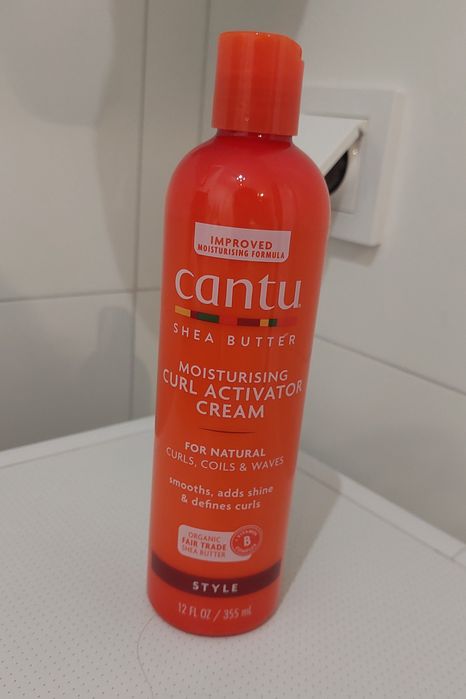 IMPROVED
MOISTURISING FORMULA
cantu
SHEA BUTTER
MOISTURISING
CURL ACTIVATOR
CREAM
FOR NATURAL
CURLS, COILS & WAVES
smooths, adds shine
& defines curls
ORGANIC
FAIR TRADE
SHEA BUTTER
B
STYLE
12 FL OZ / 355 mL